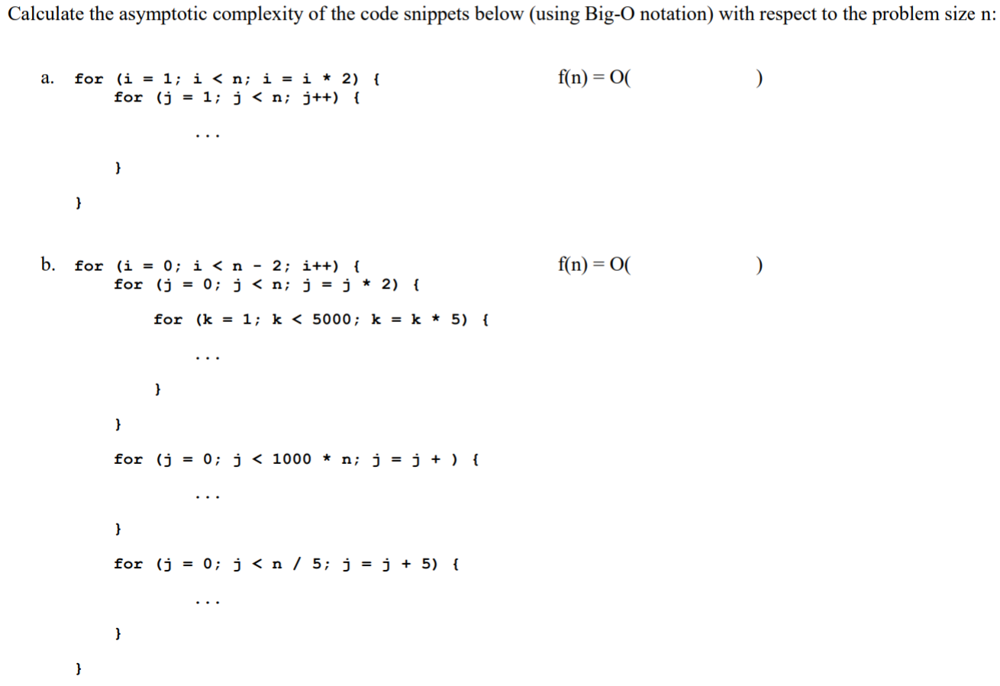 Calculate the asymptotic complexity of the code snippets below (using Big-O notation) with respect to the problem size n:
a. for (i = 1; i < n; i = i * 2) { f(n) = O( )
for (j = 1; j < n; j++) {
...
}
}
b. for (i = 0; i < n - 2; i++) { f(n) = O( )
for (j = 0; j < n; j = j * 2) {
for (k = 1; k < 5000; k = k * 5) {
...
}
}
for (j = 0; j < 1000 * n; j = j + ) {
...
}
for (j = 0; j < n / 5; j = j + 5) {
...
}
}